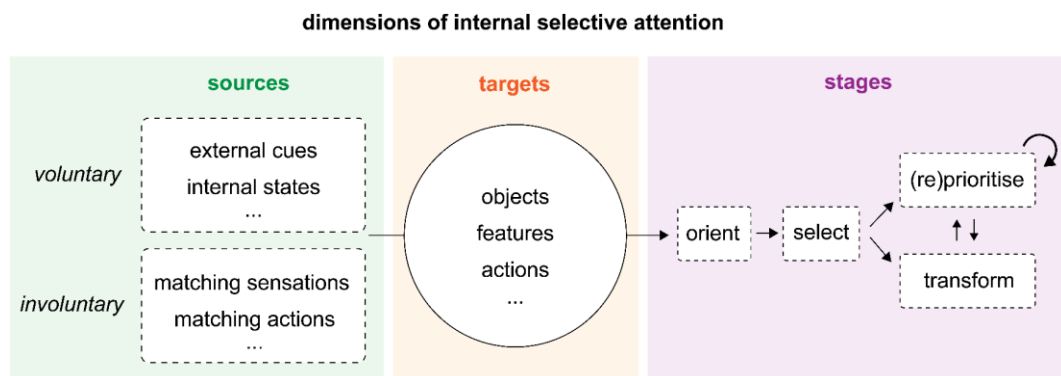 dimensions of internal selective attention
sources
voluntary
external cues
internal states
...
involuntary
matching sensations
matching actions
...
targets
objects
features
actions
...
stages
orient
select
(re)prioritise
transform